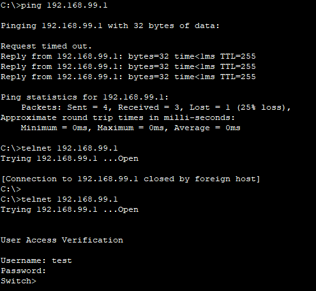 C:\>ping 192.168.99.1
Pinging 192.168.99.1 with 32 bytes of data:
Request timed out.
Reply from 192.168.99.1: bytes=32 time<1ms TTL=255
Reply from 192.168.99.1: bytes=32 time<1ms TTL=255
Reply from 192.168.99.1: bytes=32 time<1ms TTL=255
Ping statistics for 192.168.99.1:
Packets: Sent = 4, Received = 3, Lost = 1 (25% loss),
Approximate round trip times in milli-seconds:
Minimum = 0ms, Maximum = 0ms, Average = 0ms
C:\>telnet 192.168.99.1
Trying 192.168.99.1 ...Open
[Connection to 192.168.99.1 closed by foreign host]
C:\>
C:\>telnet 192.168.99.1
Trying 192.168.99.1 ...Open
User Access Verification
Username: test
Password:
Switch>